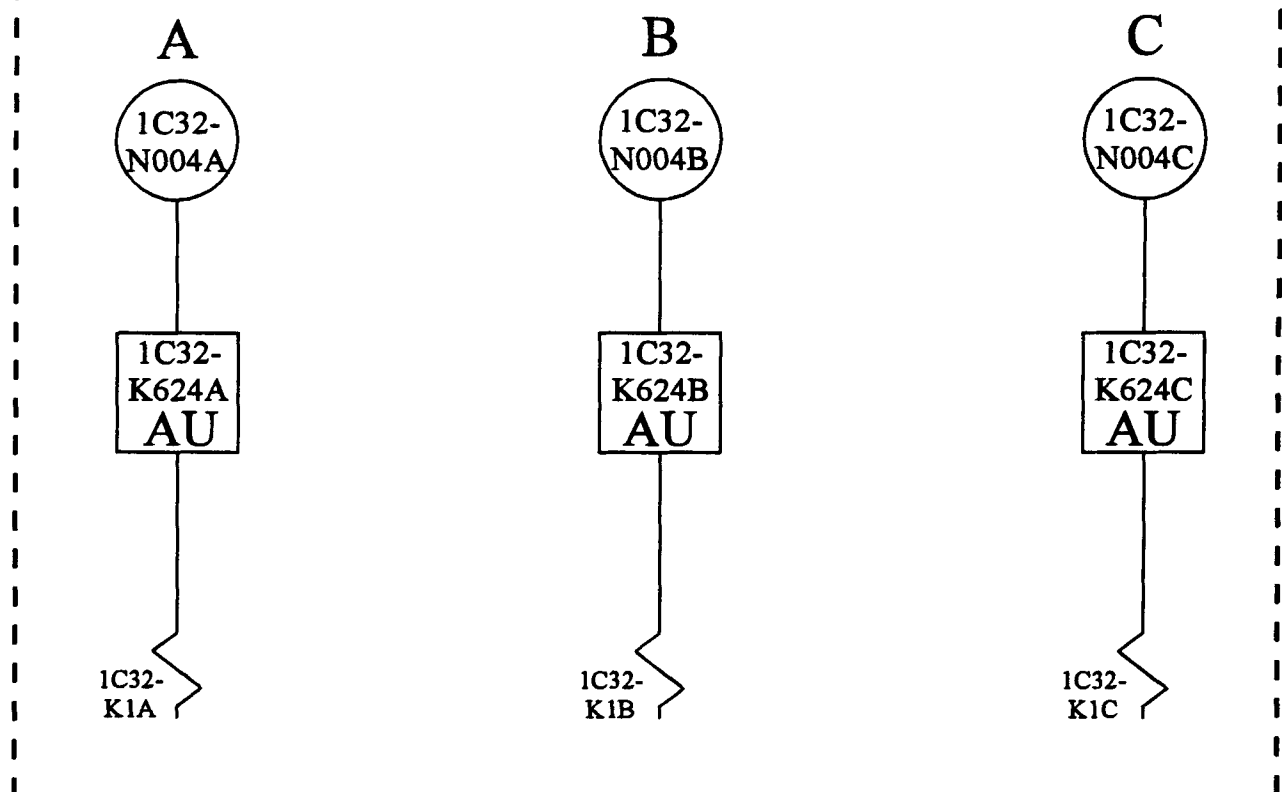 A
B
C
1C32-
N004A
1C32-
N004B
1C32-
N004C
1C32-
K624A
AU
1C32-
K624B
AU
1C32-
K624C
AU
1C32-
K1A
1C32-
K1B
1C32-
K1C